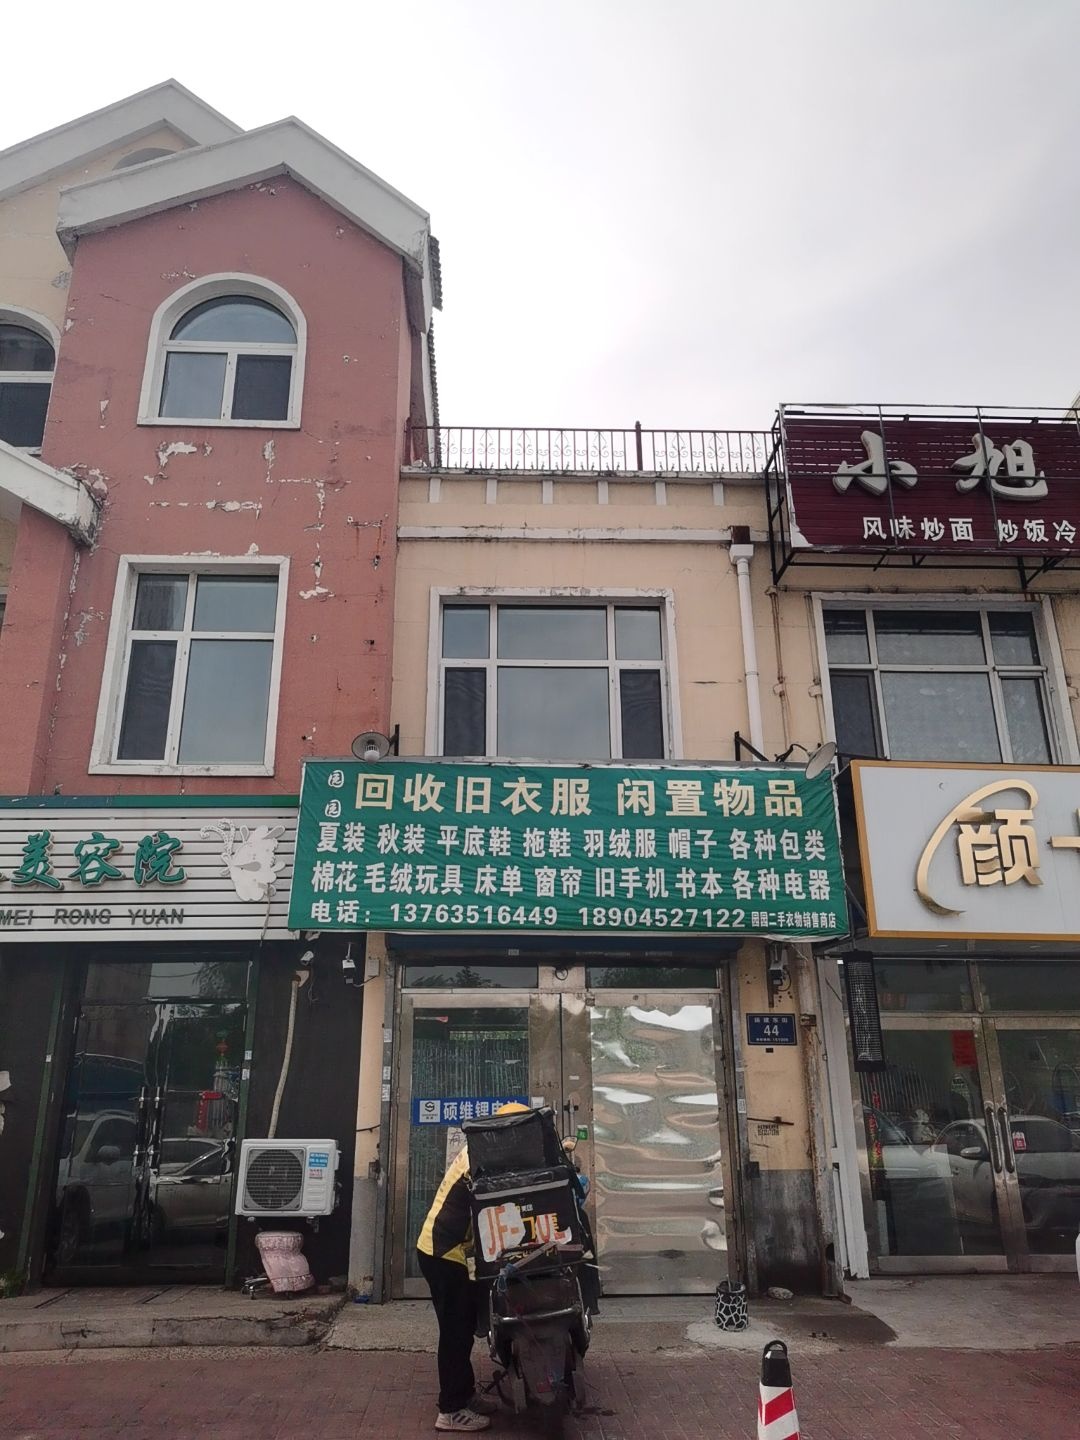 小旭
风味炒面 炒饭冷
园园
回收旧衣服 闲置物品
夏装 秋装 平底鞋 拖鞋 羽绒服 帽子 各种包类
棉花 毛绒玩具 床单 窗帘 旧手机 书本 各种电器
电话：13763516449 18904527122 园园二手衣物销售商店
美容院
MEI RONG YUAN
颜
44
硕维锂电